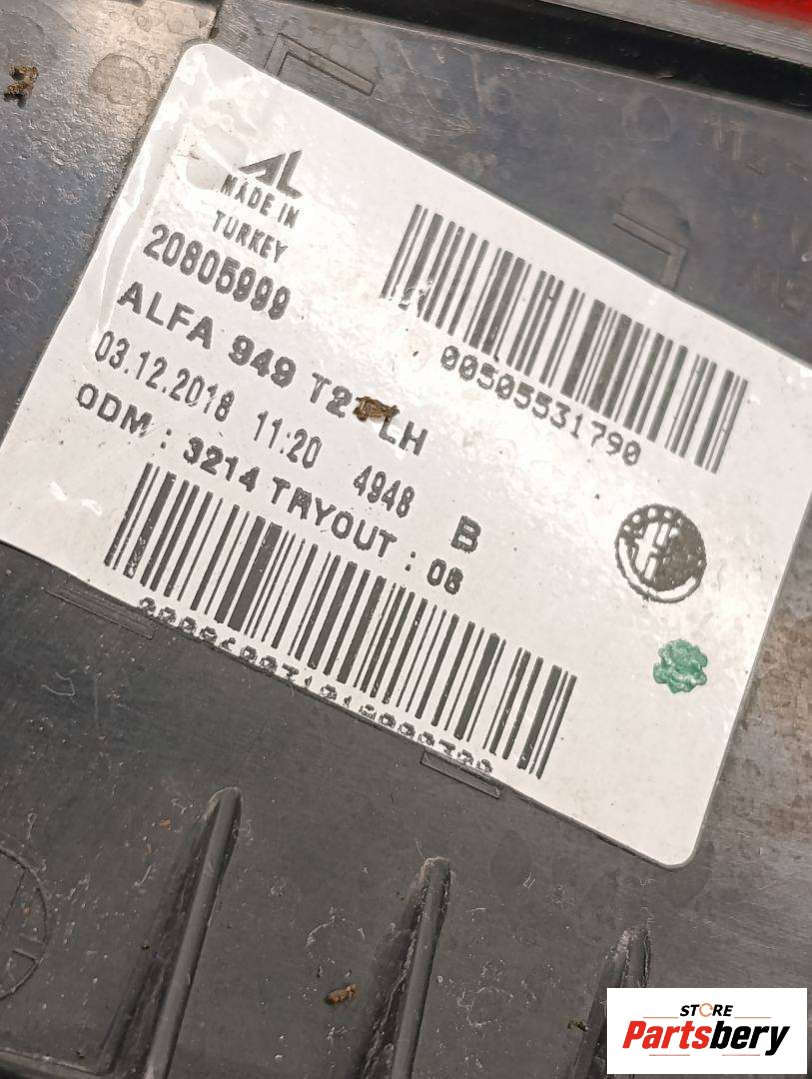 AL
MADE IN
TURKEY
20805999
ALFA 949 T2 LH
03.12.2018 11:20 4948 B
ODM : 3214 TRYOUT : 08
00505531790
STORE
Partsbery